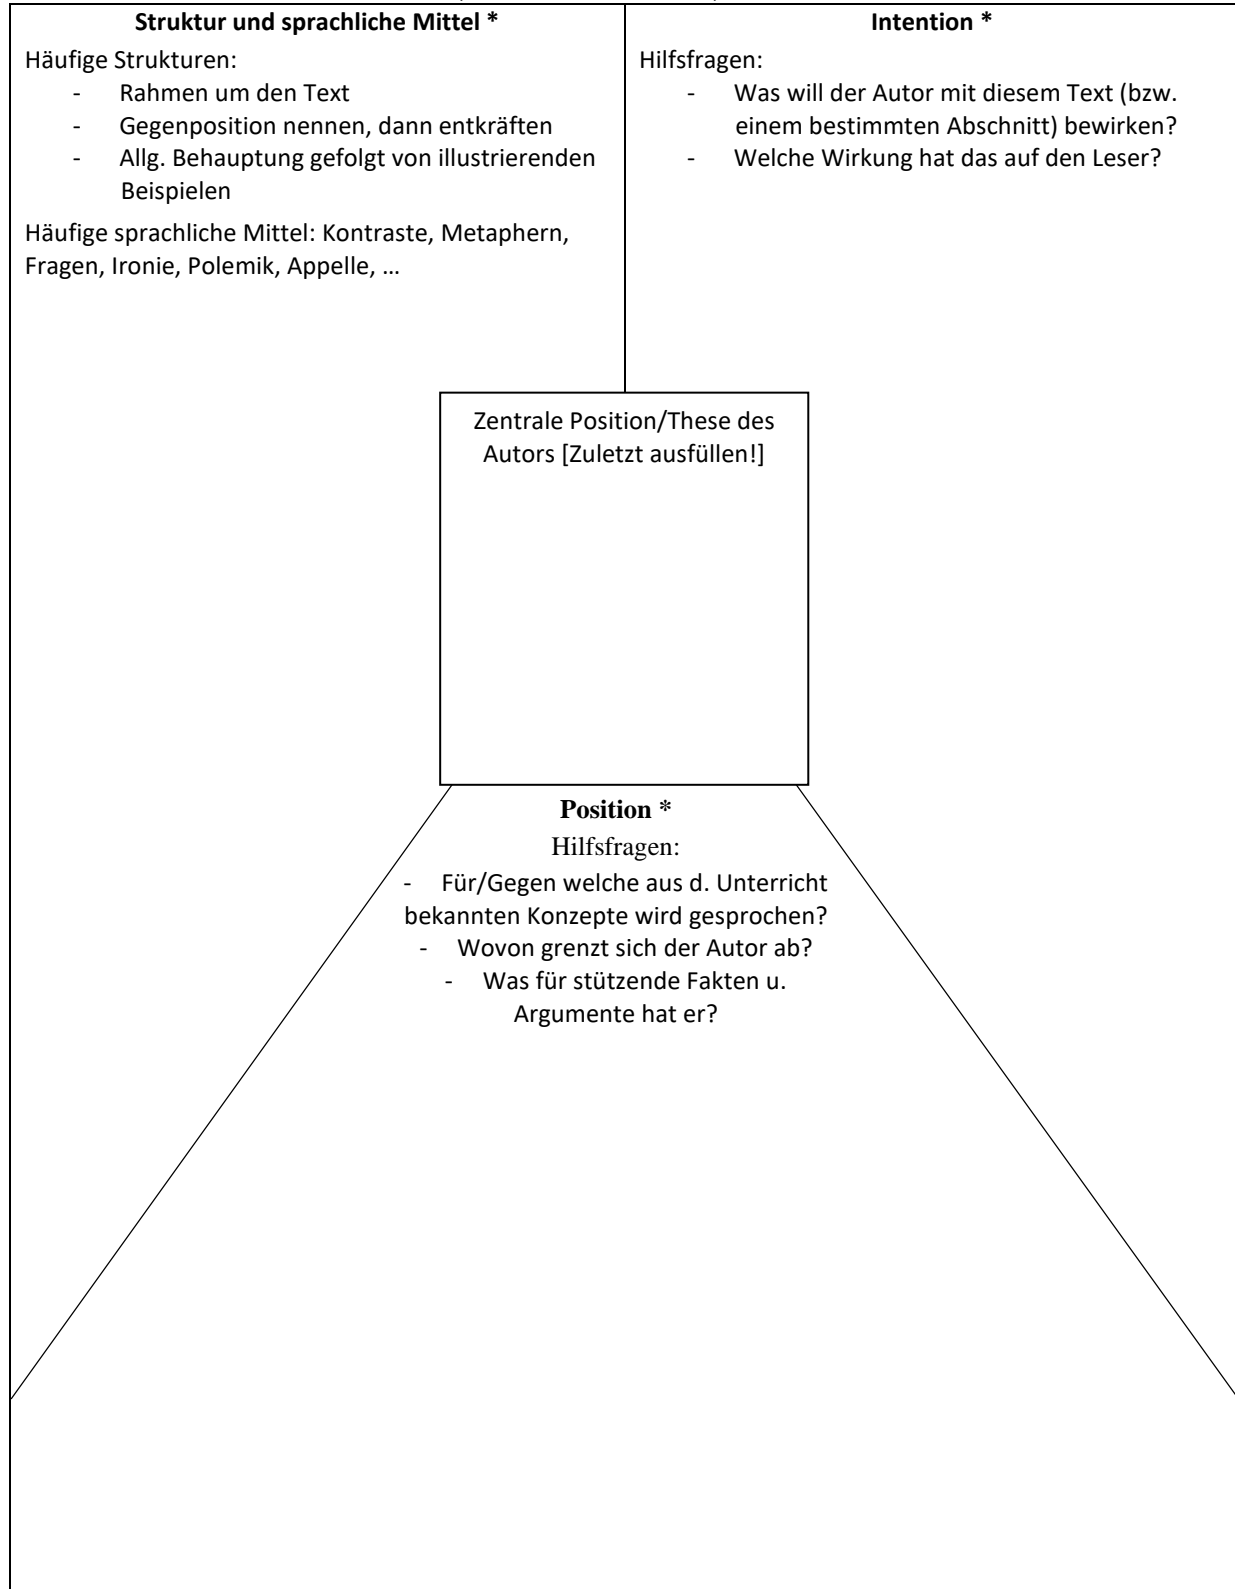 Struktur und sprachliche Mittel *
Häufige Strukturen:
- Rahmen um den Text
- Gegenposition nennen, dann entkräften
- Allg. Behauptung gefolgt von illustrierenden
Beispielen
Häufige sprachliche Mittel: Kontraste, Metaphern,
Fragen, Ironie, Polemik, Appelle, …
Intention *
Hilfsfragen:
- Was will der Autor mit diesem Text (bzw.
einem bestimmten Abschnitt) bewirken?
- Welche Wirkung hat das auf den Leser?
Zentrale Position/These des
Autors [Zuletzt ausfüllen!]
Position *
Hilfsfragen:
- Für/Gegen welche aus d. Unterricht
bekannten Konzepte wird gesprochen?
- Wovon grenzt sich der Autor ab?
- Was für stützende Fakten u.
Argumente hat er?